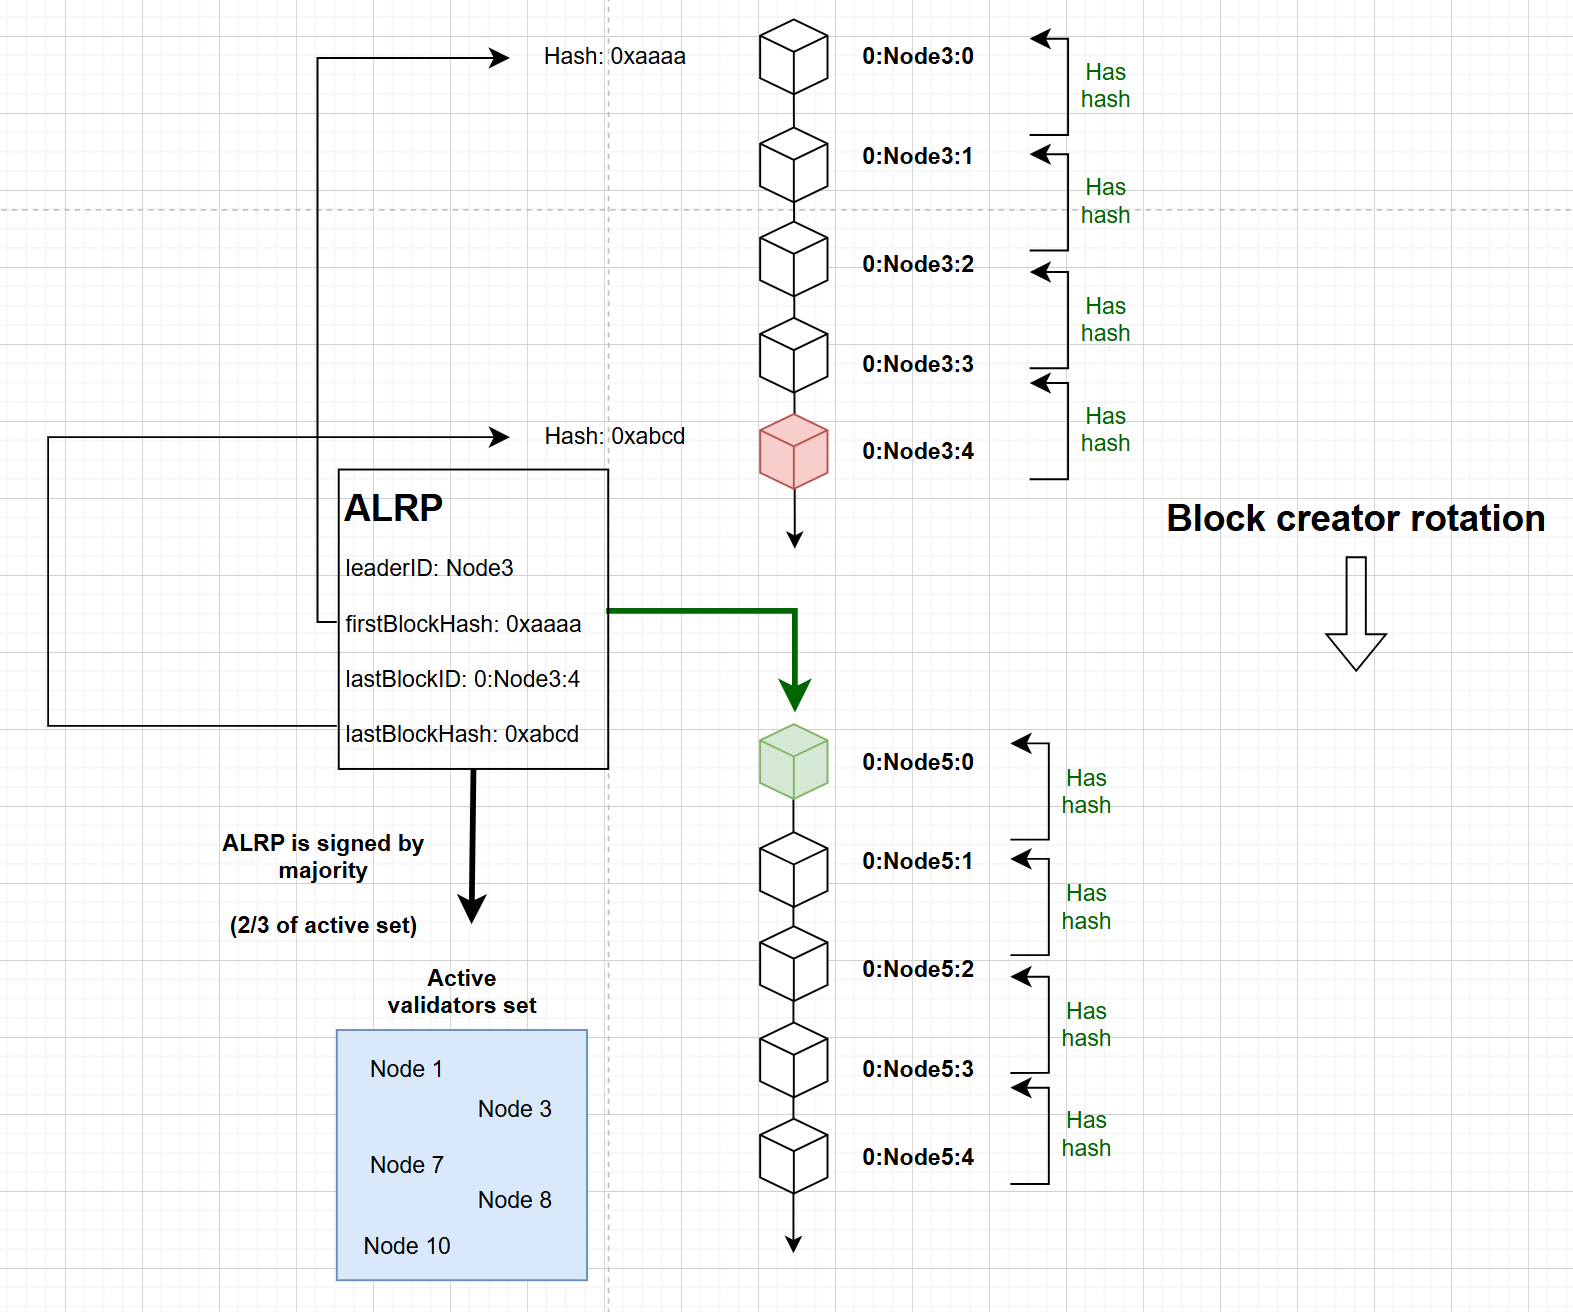 Hash: 0xaaaa
0:Node3:0
Has
hash
0:Node3:1
Has
hash
0:Node3:2
Has
hash
0:Node3:3
Has
hash
Hash: 0xabcd
0:Node3:4
ALRP
leaderID: Node3
firstBlockHash: 0xaaaa
lastBlockID: 0:Node3:4
lastBlockHash: 0xabcd
Block creator rotation
0:Node5:0
Has
hash
0:Node5:1
Has
hash
0:Node5:2
Has
hash
0:Node5:3
Has
hash
0:Node5:4
ALRP is signed by
majority
(2/3 of active set)
Active
validators set
Node 1
Node 3
Node 7
Node 8
Node 10